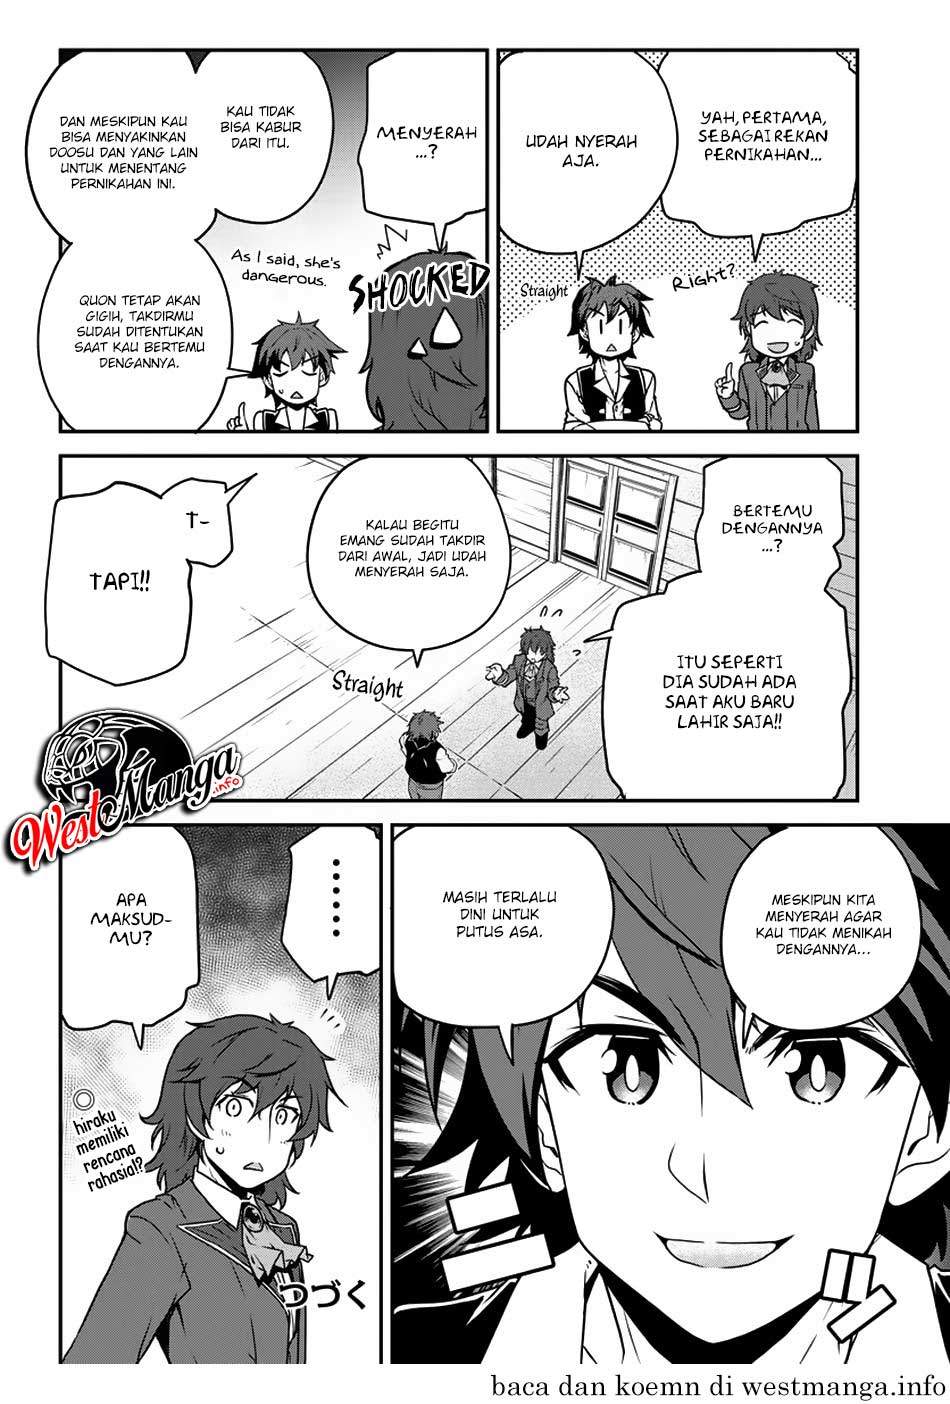 YAH, PERTAMA,
SEBAGAI REKAN
PERNIKAHAN...
Right?
UDAH NYERAH
AJA.
Straight
MENYERAH
...?
SHOCKED
KAU TIDAK
BISA KABUR
DARI ITU.
DAN MESKIPUN KAU
BISA MENYAKINKAN
DOOSU DAN YANG LAIN
UNTUK MENENTANG
PERNIKAHAN INI.
As I said, she's
dangerous.
QUON TETAP AKAN
GIGIH, TAKDIRMU
SUDAH DITENTUKAN
SAAT KAU BERTEMU
DENGANNYA.
BERTEMU
DENGANNYA
...?
ITU SEPERTI
DIA SUDAH ADA
SAAT AKU BARU
LAHIR SAJA!!
KALAU BEGITU
EMANG SUDAH TAKDIR
DARI AWAL, JADI UDAH
MENYERAH SAJA.
Straight
T-
TAPI!!
WestManga
.info
MESKIPUN KITA
MENYERAH AGAR
KAU TIDAK MENIKAH
DENGANNYA...
MASIH TERLALU
DINI UNTUK
PUTUS ASA.
......
APA
MAKSUD-
MU?
hiraku
memiliki
rencana
rahasia!?
つづく
baca dan koemn di westmanga.info